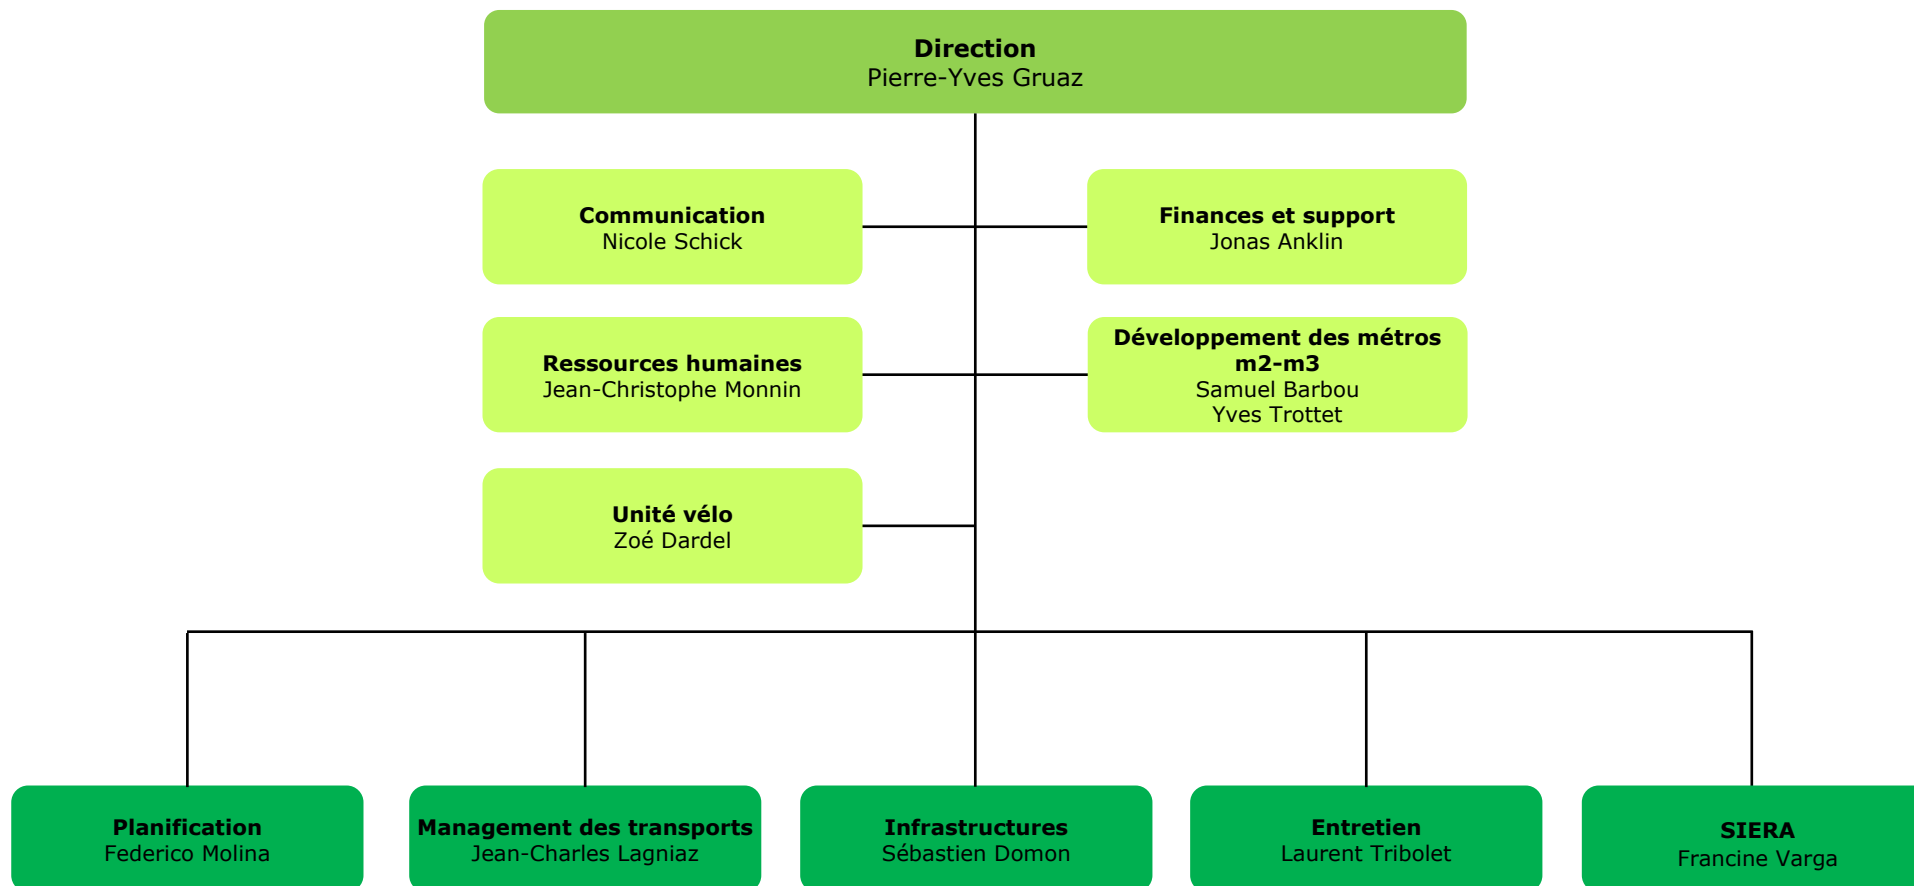 Direction
Pierre-Yves Gruaz
Communication
Nicole Schick
Finances et support
Jonas Anklin
Ressources humaines
Jean-Christophe Monnin
Développement des métros
m2-m3
Samuel Barbou
Yves Trottet
Unité vélo
Zoé Dardel
Planification
Federico Molina
Management des transports
Jean-Charles Lagniaz
Infrastructures
Sébastien Domon
Entretien
Laurent Tribolet
SIERA
Francine Varga